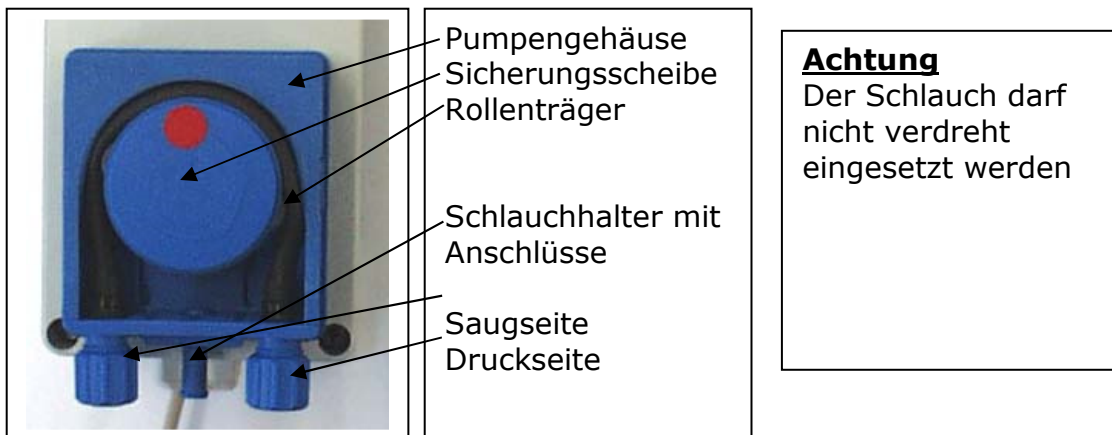 Pumpengehäuse
Sicherungsscheibe
Rollenträger
Schlauchhalter mit
Anschlüsse
Saugseite
Druckseite
Achtung
Der Schlauch darf
nicht verdreht
eingesetzt werden